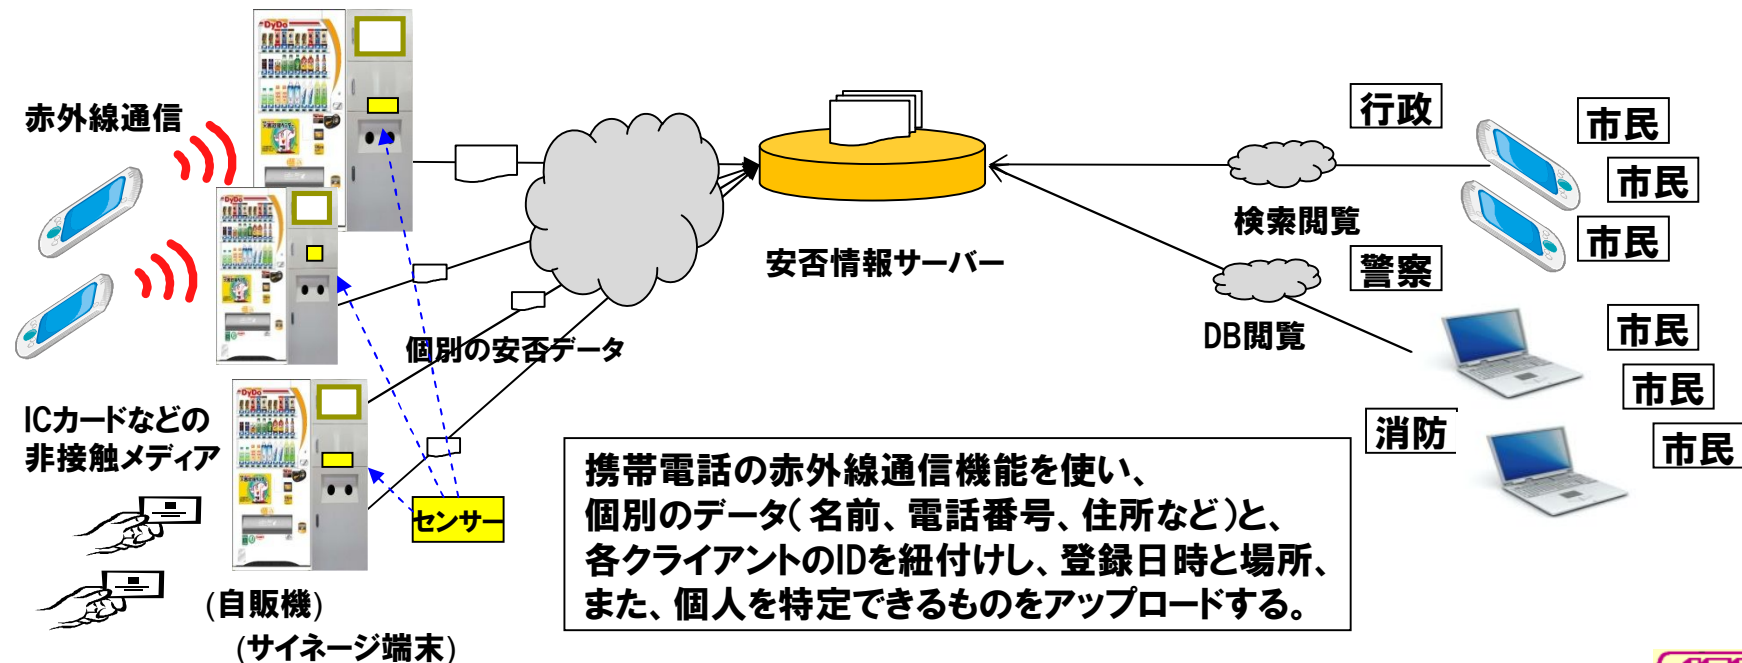 DyDo
赤外線通信
DyDo
ICカードなどの
非接触メディア
DyDo
(自販機)
(サイネージ端末)
個別の安否データ
センサー
安否情報サーバー
検索閲覧
DB閲覧
行政
警察
消防
市民
市民
市民
市民
市民
市民
携帯電話の赤外線通信機能を使い、
個別のデータ(名前、電話番号、住所など)と、
各クライアントのIDを紐付けし、登録日時と場所、
また、個人を特定できるものをアップロードする。